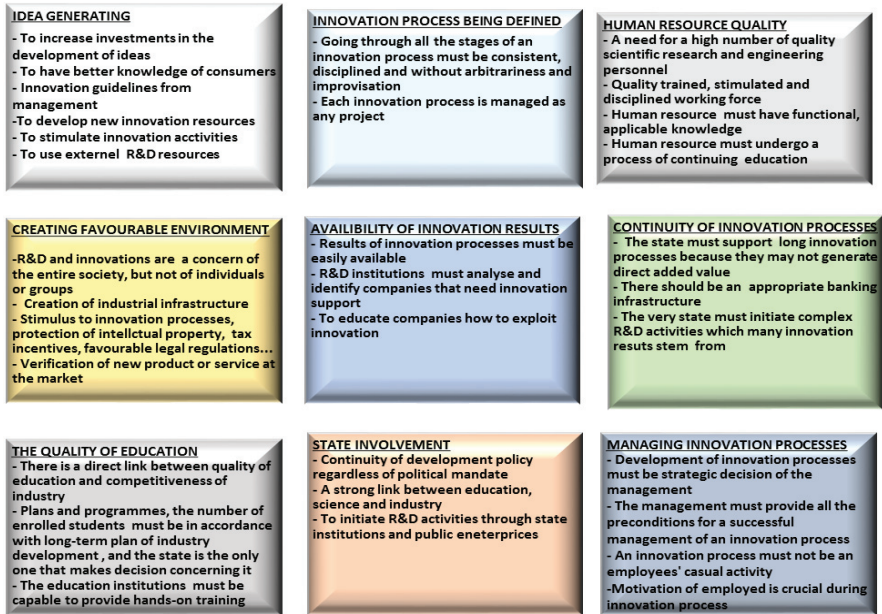 IDEA GENERATING
- To increase investments in the
development of ideas
- To have better knowledge of consumers
- Innovation guidelines from
management
-To develop new innovation resources
- To stimulate innovation acctivities
- To use externel R&D resources
INNOVATION PROCESS BEING DEFINED
- Going through all the stages of an
innovation process must be consistent,
disciplined and without arbitrariness and
improvisation
- Each innovation process is managed as
any project
HUMAN RESOURCE QUALITY
- A need for a high number of quality
scientific research and engineering
personnel
- Quality trained, stimulated and
disciplined working force
- Human resource must have functional,
applicable knowledge
- Human resource must undergo a
process of continuing education
CREATING FAVOURABLE ENVIRONMENT
-R&D and innovations are a concern of
the entire society, but not of individuals
or groups
- Creation of industrial infrastructure
- Stimulus to innovation processes,
protection of intellctual property, tax
incentives, favourable legal regulations...
- Verification of new product or service at
the market
AVAILIBILITY OF INNOVATION RESULTS
- Results of innovation processes must be
easily available
- R&D institutions must analyse and
identify companies that need innovation
support
- To educate companies how to exploit
innovation
CONTINUITY OF INNOVATION PROCESSES
- The state must support long innovation
processes because they may not generate
direct added value
- There should be an appropriate banking
infrastructure
- The very state must initiate complex
R&D activities which many innovation
resuts stem from
THE QUALITY OF EDUCATION
- There is a direct link between quality of
education and competitiveness of
industry
- Plans and programmes, the number of
enrolled students must be in accordance
with long-term plan of industry
development , and the state is the only
one that makes decision concerning it
- The education institutions must be
capable to provide hands-on training
STATE INVOLVEMENT
- Continuity of development policy
regardless of political mandate
- A strong link between education,
science and industry
- To initiate R&D activities through state
institutions and public eneterprices
MANAGING INNOVATION PROCESSES
- Development of innovation processes
must be strategic decision of the
management
- The management must provide all the
preconditions for a successful
management of an innovation process
- An innovation process must not be an
employees' casual activity
-Motivation of employed is crucial during
innovation process